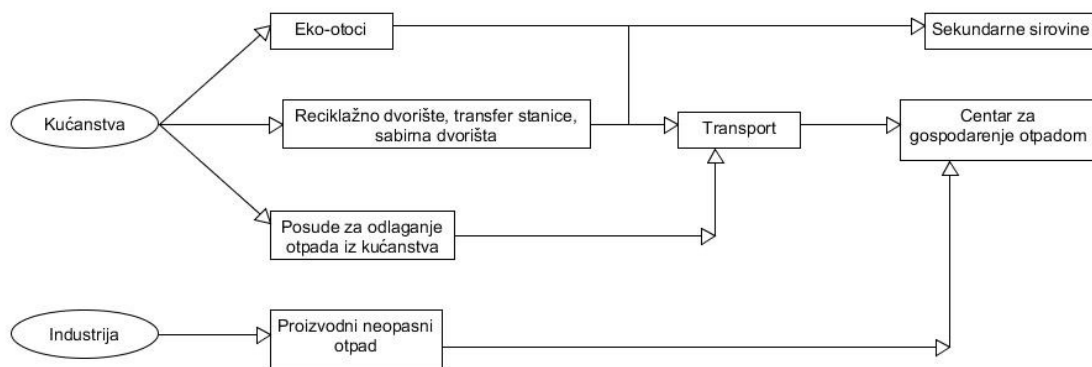 Eko-otoci
Sekundarne sirovine
Kućanstva
Reciklažno dvorište, transfer stanice,
sabirna dvorišta
Transport
Centar za
gospodarenje otpadom
Posude za odlaganje
otpada iz kućanstva
Industrija
Proizvodni neopasni
otpad